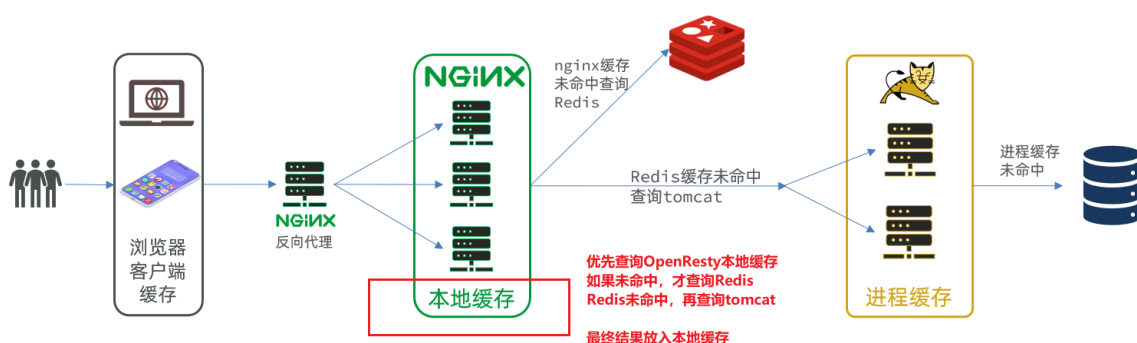 浏览器
客户端
缓存
NGINX
反向代理
NGINX
本地缓存
nginx缓存
未命中查询
Redis
Redis缓存未命中
查询tomcat
优先查询OpenResty本地缓存
如果未命中，才查询Redis
Redis未命中，再查询tomcat
最终结果放入本地缓存
进程缓存
进程缓存
未命中